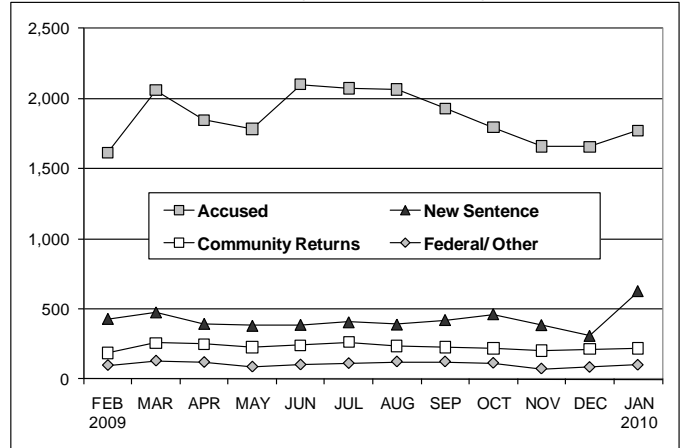 2,500
2,000
1,500
1,000
500
0
Accused New Sentence
Community Returns Federal/ Other
FEB MAR APR MAY JUN JUL AUG SEP OCT NOV DEC JAN
2009 2010